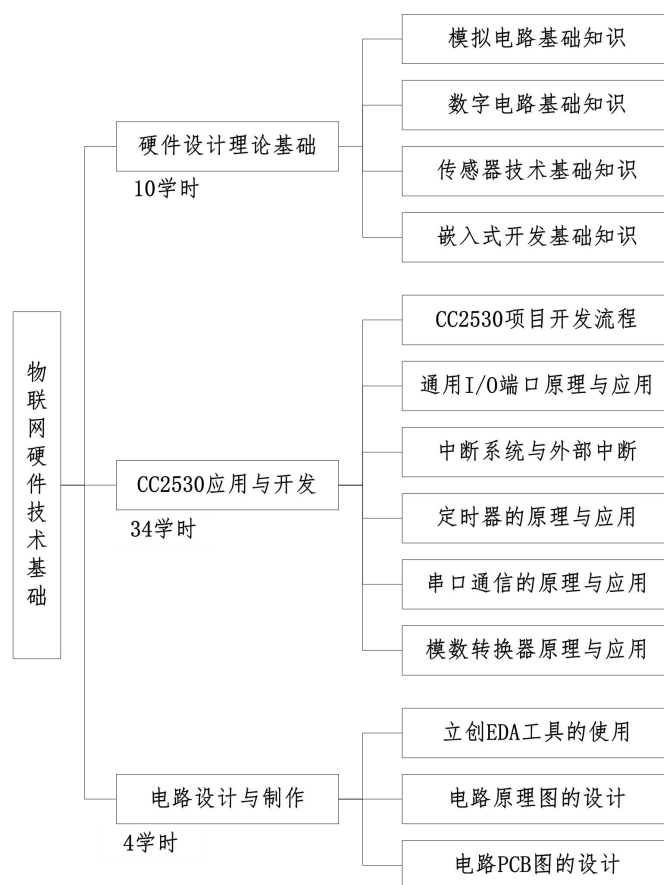 物联网硬件技术基础
硬件设计理论基础
10学时
模拟电路基础知识
数字电路基础知识
传感器技术基础知识
嵌入式开发基础知识
CC2530应用与开发
34学时
CC2530项目开发流程
通用I/O端口原理与应用
中断系统与外部中断
定时器的原理与应用
串口通信的原理与应用
模数转换器原理与应用
电路设计与制作
4学时
立创EDA工具的使用
电路原理图的设计
电路PCB图的设计